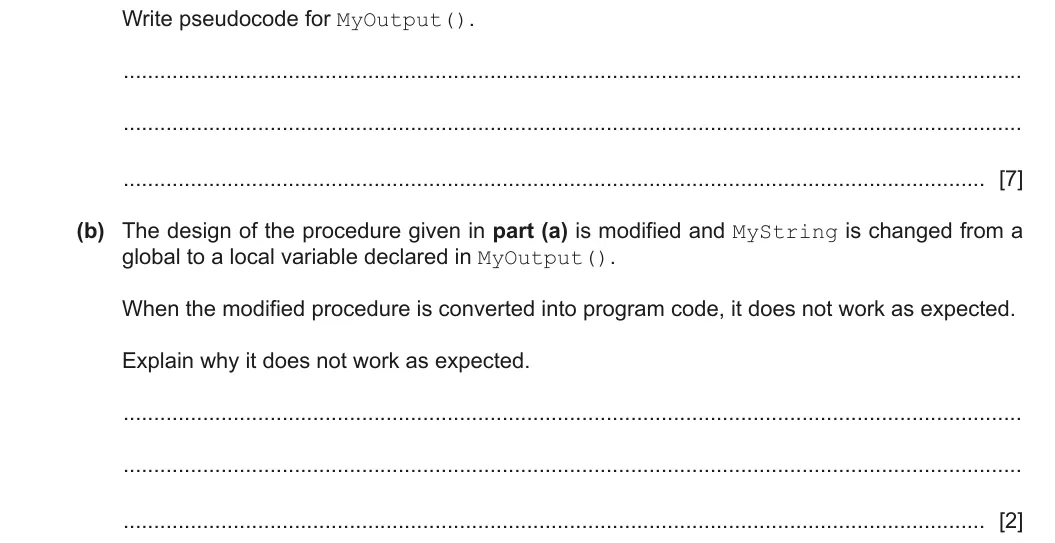 Write pseudocode for MyOutput().
..........................................................................................................................................................
..........................................................................................................................................................
.................................................................................................................................................... [7]
(b) The design of the procedure given in part (a) is modified and MyString is changed from a
global to a local variable declared in MyOutput().
When the modified procedure is converted into program code, it does not work as expected.
Explain why it does not work as expected.
..........................................................................................................................................................
..........................................................................................................................................................
.................................................................................................................................................... [2]